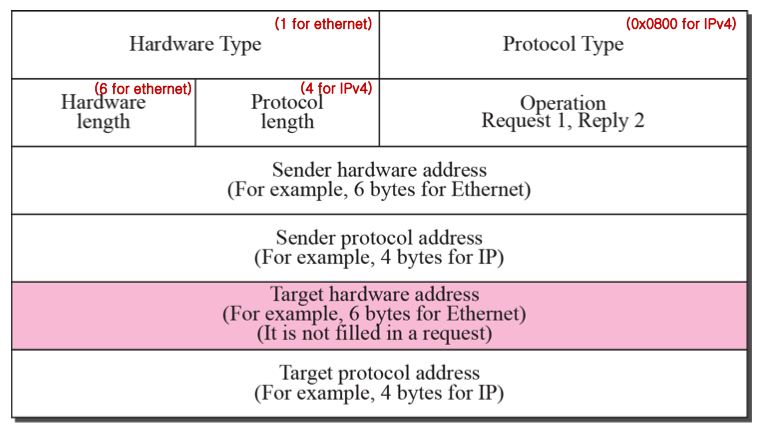 (1 for ethernet)
Hardware Type
(0x0800 for IPv4)
Protocol Type
(6 for ethernet)
Hardware
length
(4 for IPv4)
Protocol
length
Operation
Request 1, Reply 2
Sender hardware address
(For example, 6 bytes for Ethernet)
Sender protocol address
(For example, 4 bytes for IP)
Target hardware address
(For example, 6 bytes for Ethernet)
(It is not filled in a request)
Target protocol address
(For example, 4 bytes for IP)